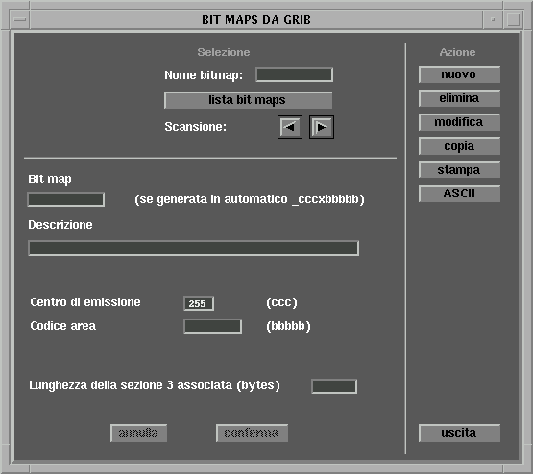 BIT MAPS DA GRIB
Selezione
Nome bitmap:
lista bit maps
Scansione:
Azione
nuovo
elimina
modifica
copia
stampa
ASCII
Bit map
(se generata in automatico _cccxbbbbb)
Descrizione
Centro di emissione 255 (ccc)
Codice area (bbbbb)
Lunghezza della sezione 3 associata (bytes)
annulla conferma
uscita